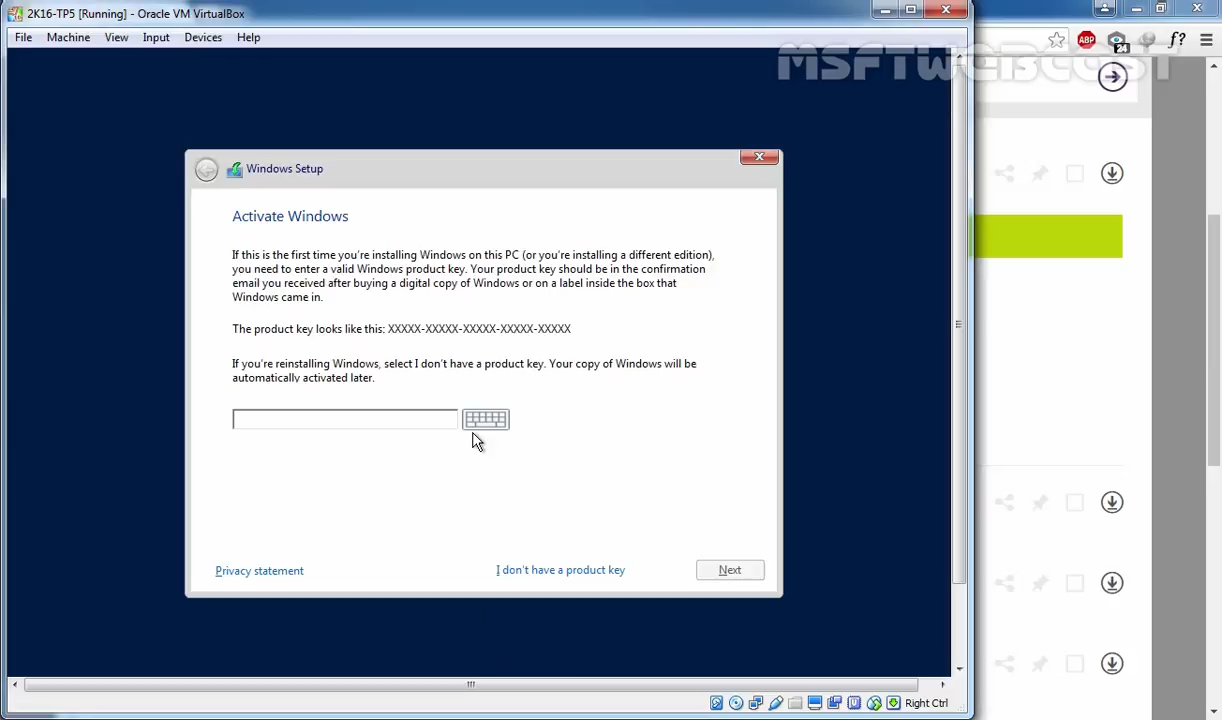 2K16-TP5 [Running] - Oracle VM VirtualBox
File Machine View Input Devices Help
ABP
24
f?
MSFTWEBCAST
Windows Setup
Activate Windows
If this is the first time you're installing Windows on this PC (or you're installing a different edition),
you need to enter a valid Windows product key. Your product key should be in the confirmation
email you received after buying a digital copy of Windows or on a label inside the box that
Windows came in.
The product key looks like this: XXXXX-XXXXX-XXXXX-XXXXX-XXXXX
If you're reinstalling Windows, select I don't have a product key. Your copy of Windows will be
automatically activated later.
Privacy statement
I don't have a product key
Next
Right Ctrl